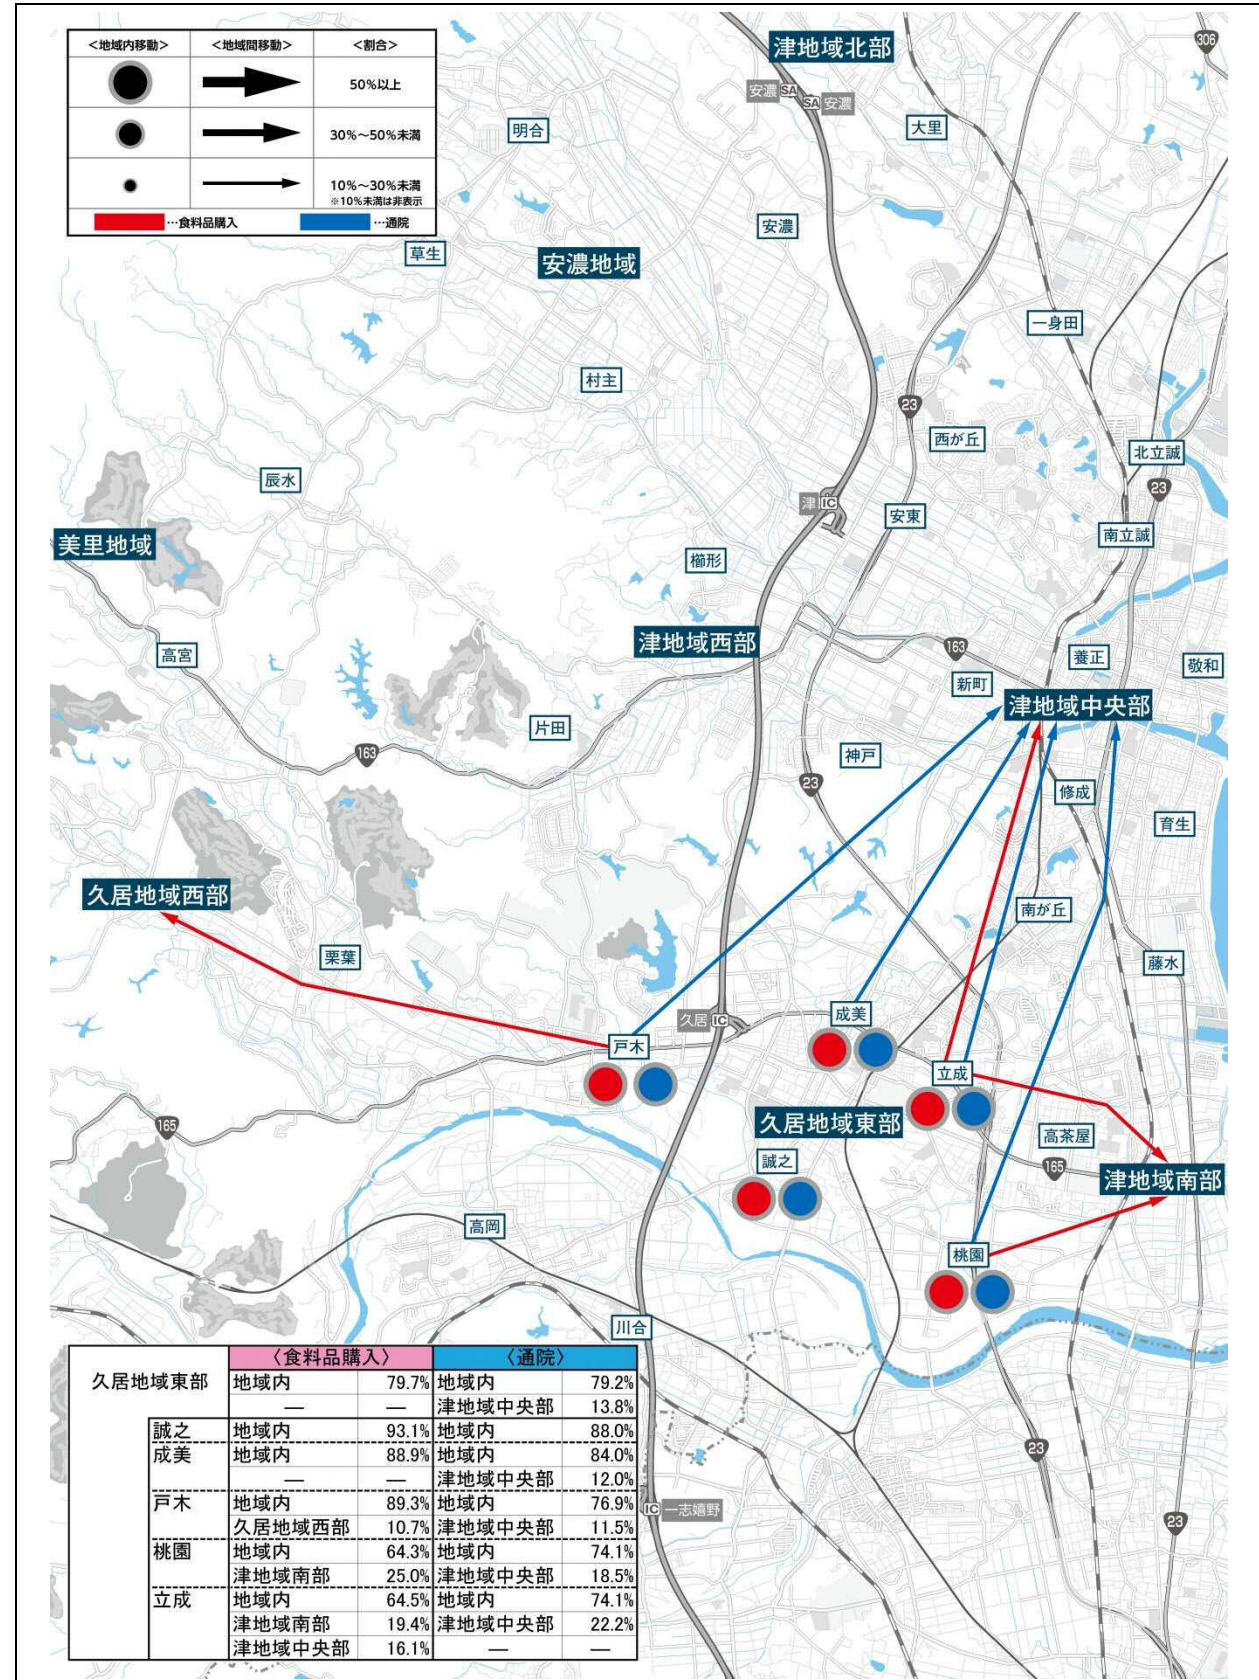 <地域内移動> <地域間移動> <割合>
50%以上
30%～50%未満
10%～30%未満
※10%未満は非表示
…食料品購入 …通院
津地域北部
306
安濃 SA
SA 安濃
明合
大里
安濃
草生
安濃地域
一身田
村主
23
西が丘
北立誠
辰水
23
津 IC
安東
南立誠
美里地域
櫛形
高宮
津地域西部
163
養正
敬和
新町
津地域中央部
片田
163
神戸
23
修成
育生
久居地域西部
南が丘
栗葉
藤水
久居 IC
成美
戸木
立成
165
久居地域東部
高茶屋
誠之
165
津地域南部
高岡
桃園
川合
〈食料品購入〉 〈通院〉
久居地域東部 地域内 79.7% 地域内 79.2%
― ― 津地域中央部 13.8%
誠之 地域内 93.1% 地域内 88.0%
成美 地域内 88.9% 地域内 84.0%
― ― 津地域中央部 12.0%
戸木 地域内 89.3% 地域内 76.9%
久居地域西部 10.7% 津地域中央部 11.5%
桃園 地域内 64.3% 地域内 74.1%
津地域南部 25.0% 津地域中央部 18.5%
立成 地域内 64.5% 地域内 74.1%
津地域南部 19.4% 津地域中央部 22.2%
津地域中央部 16.1% ― ―
23
IC 一志嬉野
23